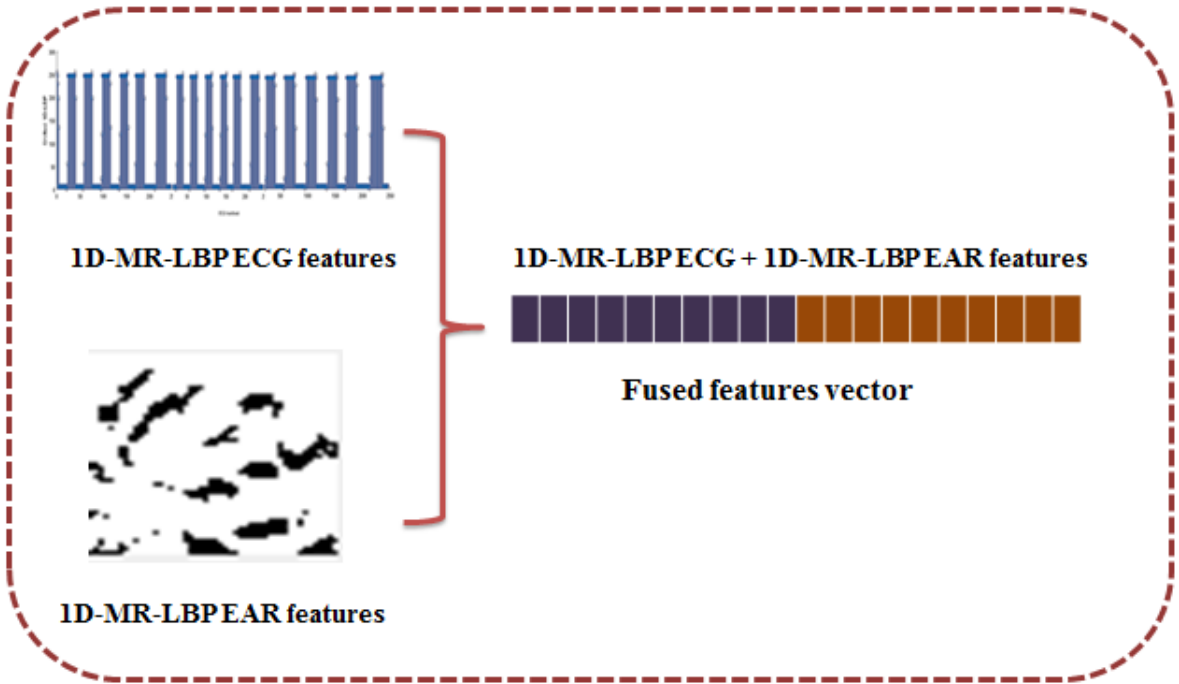 1D-MR-LBP ECG features
1D-MR-LBP ECG + 1D-MR-LBP EAR features
Fused features vector
1D-MR-LBP EAR features